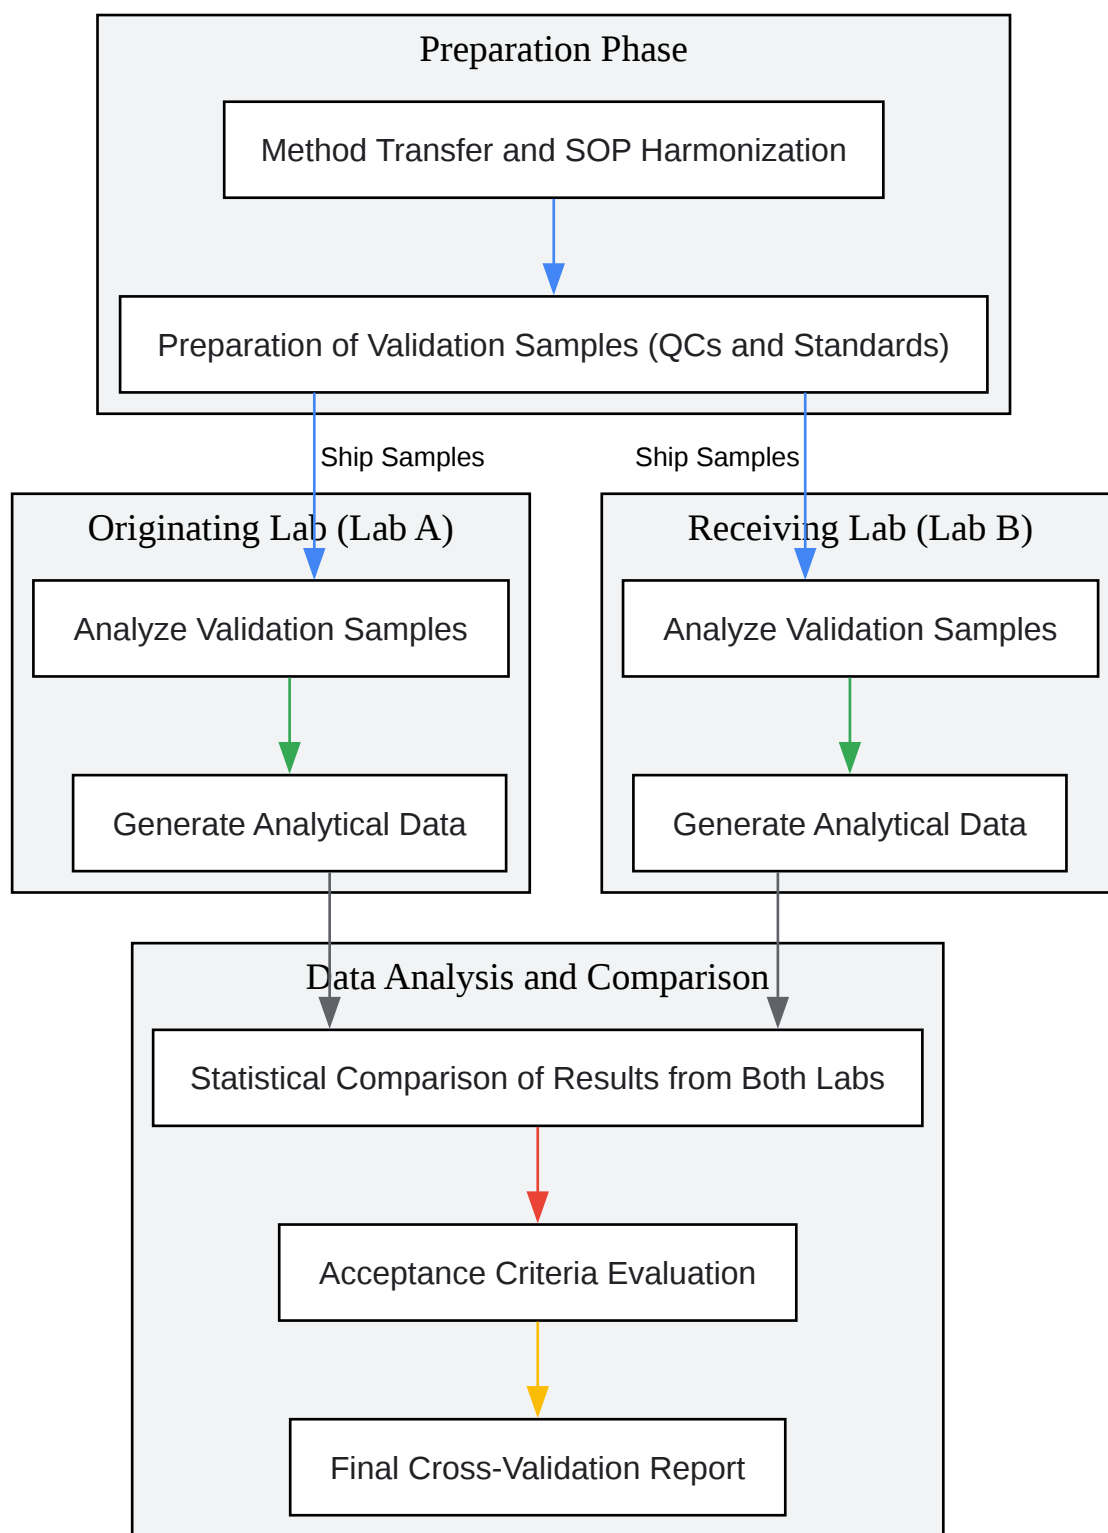 Preparation Phase
Method Transfer and SOP Harmonization
Preparation of Validation Samples (QCs and Standards)
Ship Samples
Ship Samples
Originating Lab (Lab A)
Analyze Validation Samples
Generate Analytical Data
Receiving Lab (Lab B)
Analyze Validation Samples
Generate Analytical Data
Data Analysis and Comparison
Statistical Comparison of Results from Both Labs
Acceptance Criteria Evaluation
Final Cross-Validation Report